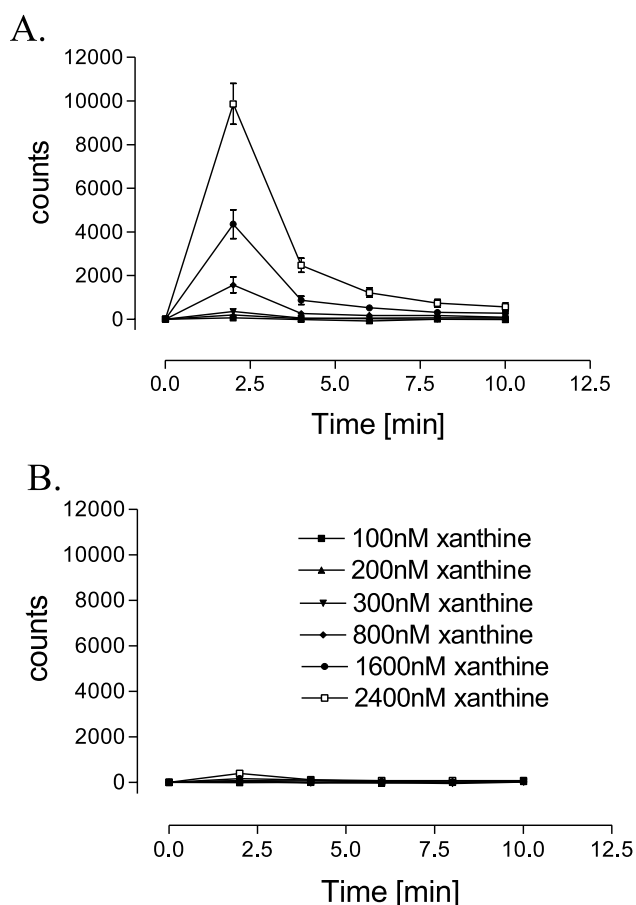 A.
12000
10000
8000
6000
4000
2000
0
counts
0.0 2.5 5.0 7.5 10.0 12.5
Time [min]
B.
12000
10000
8000
6000
4000
2000
0
counts
100nM xanthine
200nM xanthine
300nM xanthine
800nM xanthine
1600nM xanthine
2400nM xanthine
0.0 2.5 5.0 7.5 10.0 12.5
Time [min]